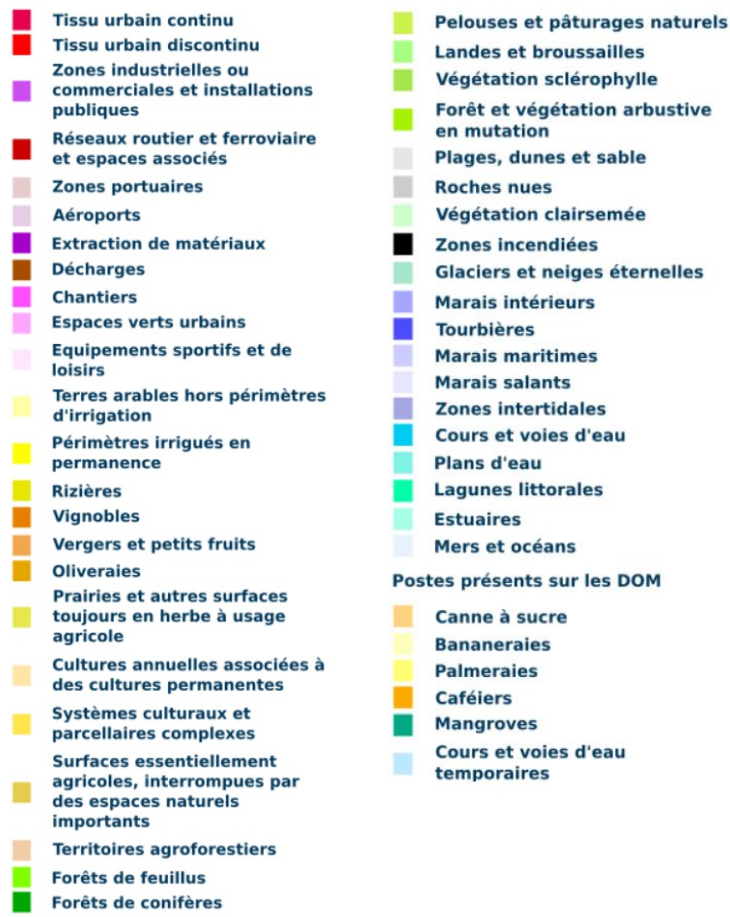 Tissu urbain continu
Tissu urbain discontinu
Zones industrielles ou
commerciales et installations
publiques
Réseaux routier et ferroviaire
et espaces associés
Zones portuaires
Aéroports
Extraction de matériaux
Décharges
Chantiers
Espaces verts urbains
Equipements sportifs et de
loisirs
Terres arables hors périmètres
d'irrigation
Périmètres irrigués en
permanence
Rizières
Vignobles
Vergers et petits fruits
Oliveraies
Prairies et autres surfaces
toujours en herbe à usage
agricole
Cultures annuelles associées à
des cultures permanentes
Systèmes culturaux et
parcellaires complexes
Surfaces essentiellement
agricoles, interrompues par
des espaces naturels
importants
Territoires agroforestiers
Forêts de feuillus
Forêts de conifères
Pelouses et pâturages naturels
Landes et broussailles
Végétation sclérophylle
Forêt et végétation arbustive
en mutation
Plages, dunes et sable
Roches nues
Végétation clairsemée
Zones incendiées
Glaciers et neiges éternelles
Marais intérieurs
Tourbières
Marais maritimes
Marais salants
Zones intertidales
Cours et voies d'eau
Plans d'eau
Lagunes littorales
Estuaires
Mers et océans
Postes présents sur les DOM
Canne à sucre
Bananeraies
Palmeraies
Caféiers
Mangroves
Cours et voies d'eau
temporaires